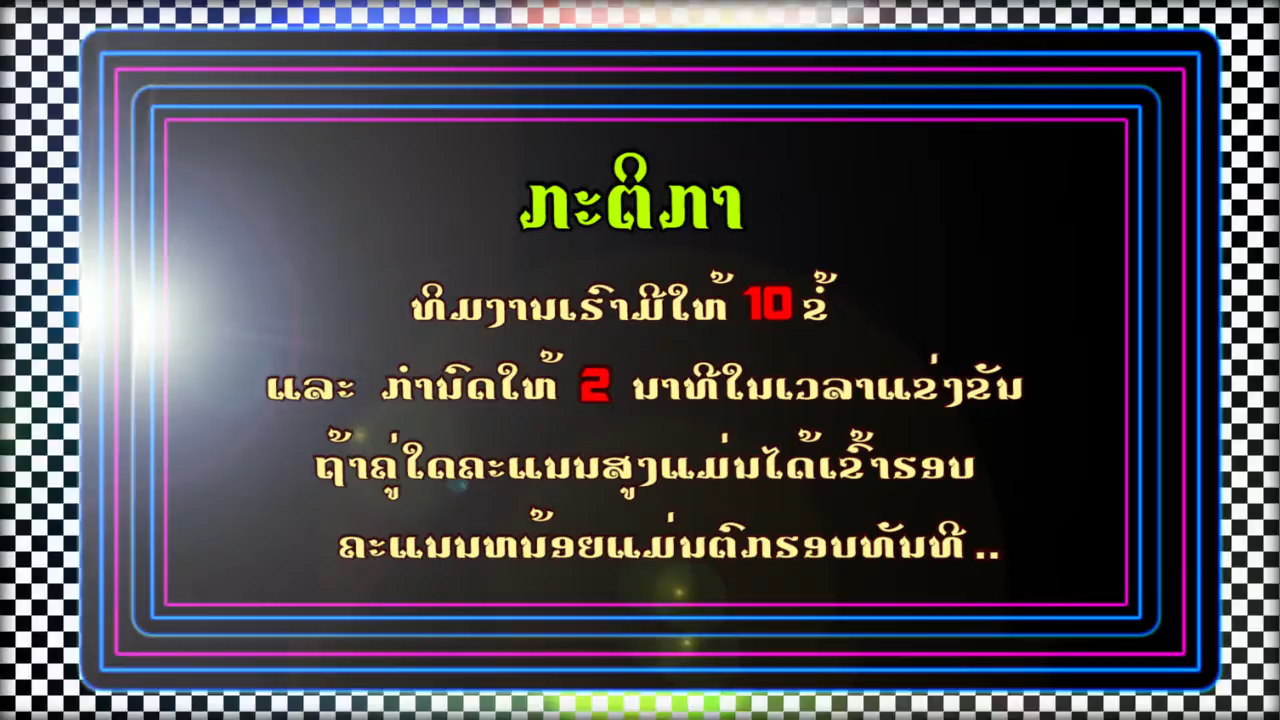 ກະຕິກາ
ທິມງານເຮົາມີໃຫ້ 10 ຂໍ້
ແລະ ກຳນົດໃຫ້ 2 ນາທີໃນເວລາແຂ່ງຂັນ
ຖ້າຄູ່ໃດຄະແນນສູງແມ່ນໄດ້ເຂົ້າຮອບ
ຄະແນນຫນ້ອຍແມ່ນຕົກຮອບທັນທີ ..